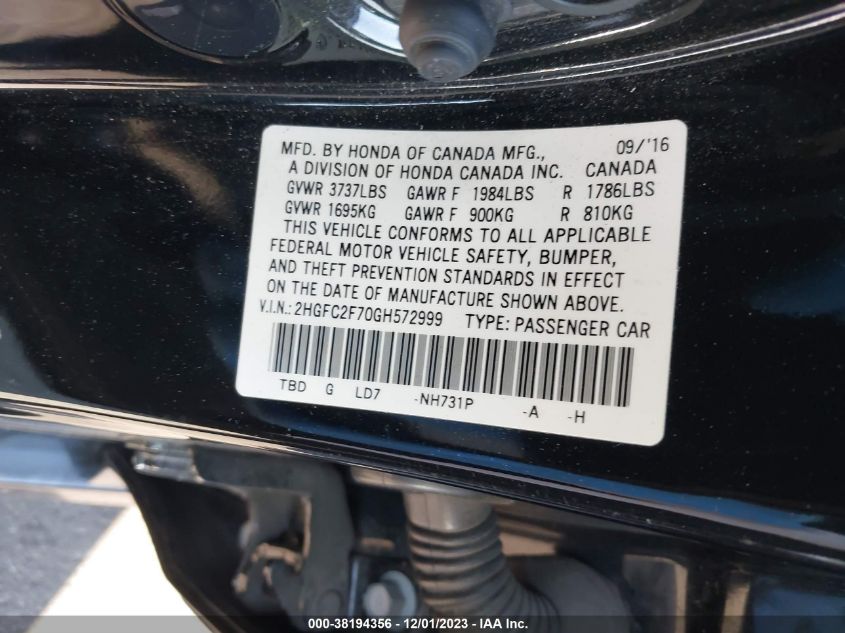 MFD. BY HONDA OF CANADA MFG., 09/'16
A DIVISION OF HONDA CANADA INC. CANADA
GVWR 3737LBS GAWR F 1984LBS R 1786LBS
GVWR 1695KG GAWR F 900KG R 810KG
THIS VEHICLE CONFORMS TO ALL APPLICABLE
FEDERAL MOTOR VEHICLE SAFETY, BUMPER,
AND THEFT PREVENTION STANDARDS IN EFFECT
ON THE DATE OF MANUFACTURE SHOWN ABOVE.
V.I.N.: 2HGFC2F70GH572999 TYPE: PASSENGER CAR
TBD G LD7 -NH731P -A -H
000-38194356 - 12/01/2023 - IAA Inc.